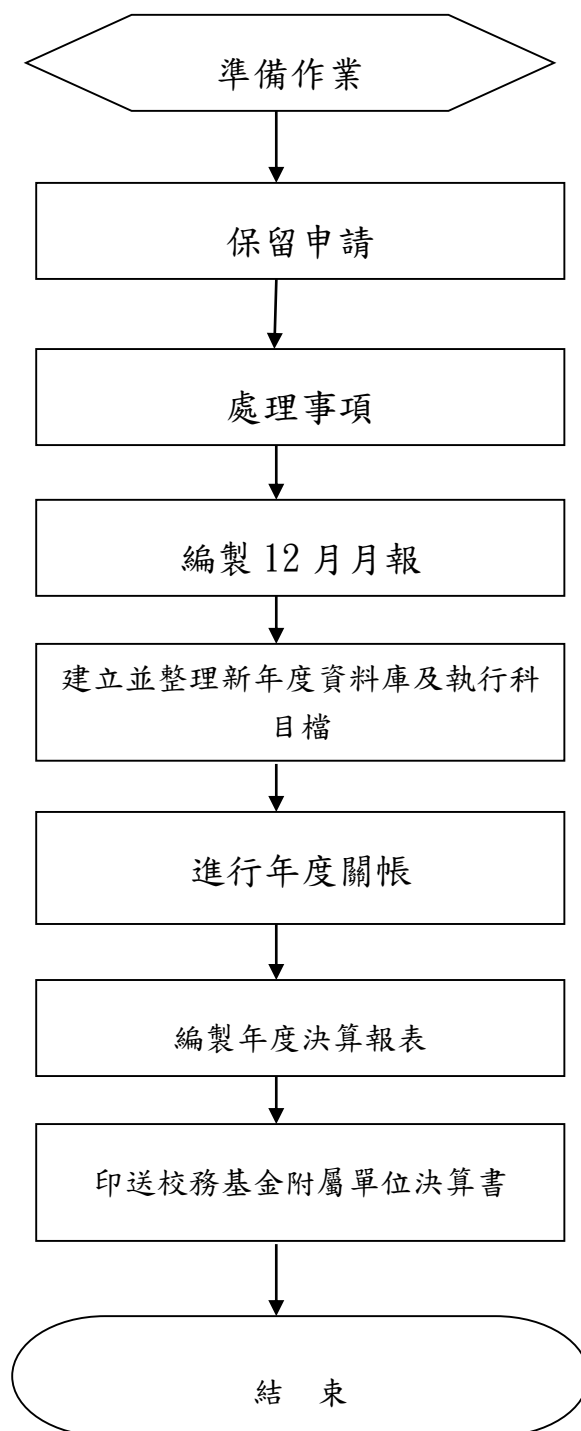 準備作業
保留申請
處理事項
編製 12 月月報
建立並整理新年度資料庫及執行科
目檔
進行年度關帳
編製年度決算報表
印送校務基金附屬單位決算書
結　束